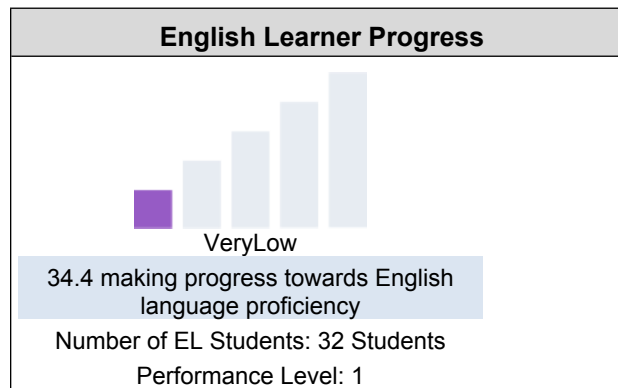 English Learner Progress
VeryLow
34.4 making progress towards English
language proficiency
Number of EL Students: 32 Students
Performance Level: 1